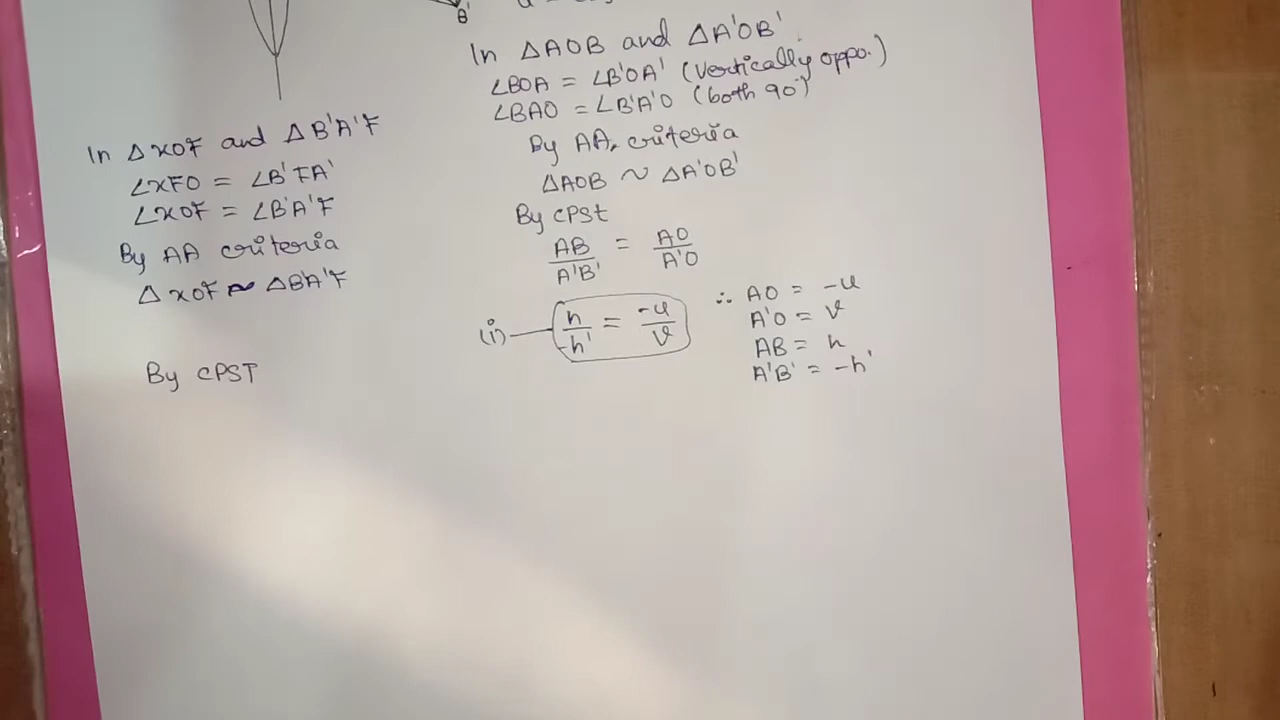 B'
In ΔAOB and ΔA'OB'
∠BOA = ∠B'OA' (Vertically oppo.)
∠BAO = ∠B'A'O (both 90°)
By AA, criteria
ΔAOB ~ ΔA'OB'
By CPST
AB/A'B' = AO/A'O
(i) — h/-h' = -u/v
∴ AO = -u
A'O = v
AB = h
A'B' = -h'
In ΔXOF and ΔB'A'F
∠XFO = ∠B'FA'
∠XOF = ∠B'A'F
By AA criteria
ΔXOF ~ ΔB'A'F
By CPST